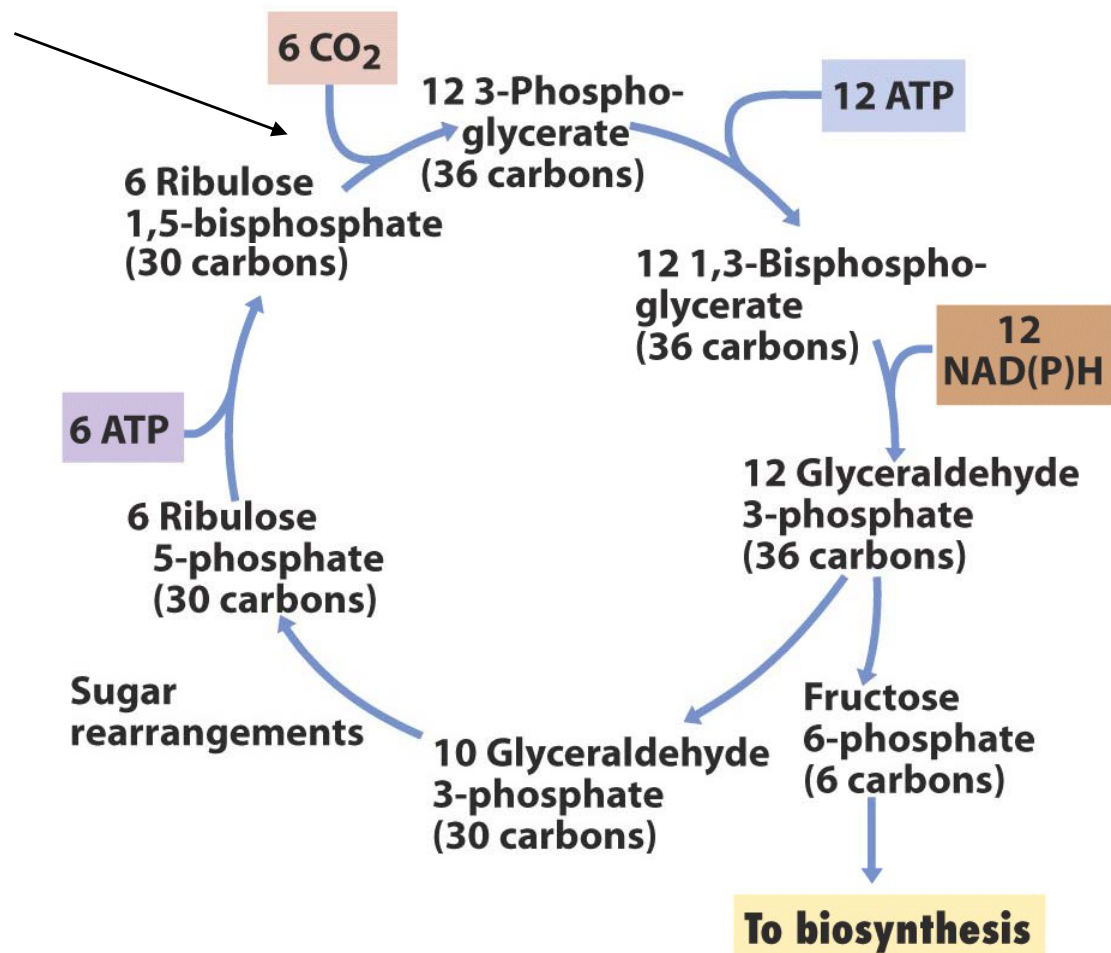 6 CO₂
12 3-Phospho-
glycerate
(36 carbons)
12 ATP
6 Ribulose
1,5-bisphosphate
(30 carbons)
12 1,3-Bisphospho-
glycerate
(36 carbons)
12
NAD(P)H
6 ATP
12 Glyceraldehyde
3-phosphate
(36 carbons)
6 Ribulose
5-phosphate
(30 carbons)
Sugar
rearrangements
10 Glyceraldehyde
3-phosphate
(30 carbons)
Fructose
6-phosphate
(6 carbons)
To biosynthesis